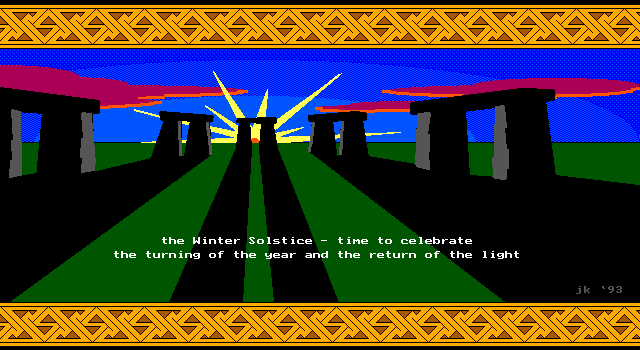 the Winter Solstice - time to celebrate
the turning of the year and the return of the light
jk '93